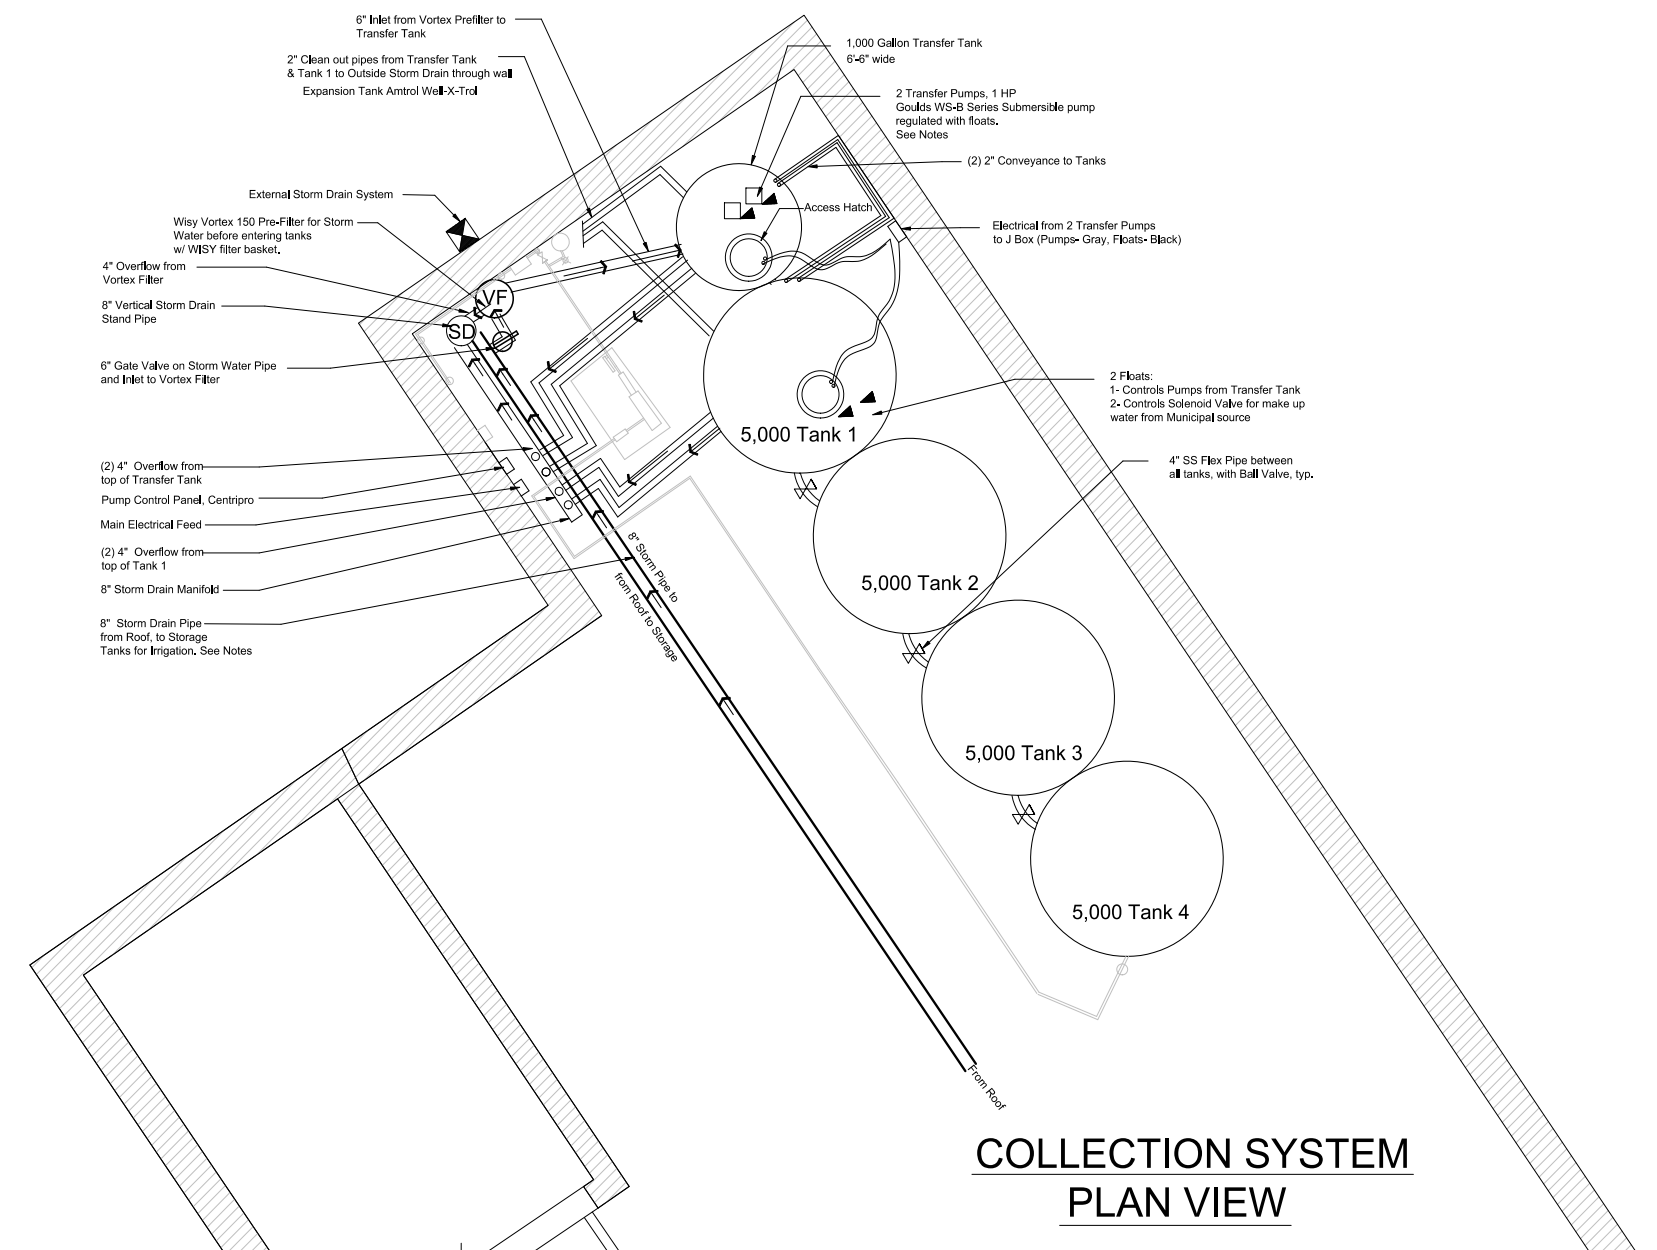 6" Inlet from Vortex Prefilter to
Transfer Tank
2" Clean out pipes from Transfer Tank
& Tank 1 to Outside Storm Drain through wall
Expansion Tank Amtrol Well-X-Trol
External Storm Drain System
Wisy Vortex 150 Pre-Filter for Storm
Water before entering tanks
w/ WISY filter basket.
4" Overflow from
Vortex Filter
8" Vertical Storm Drain
Stand Pipe
6" Gate Valve on Storm Water Pipe
and Inlet to Vortex Filter
(2) 4" Overflow from
top of Transfer Tank
Pump Control Panel, Centripro
Main Electrical Feed
(2) 4" Overflow from
top of Tank 1
8" Storm Drain Manifold
8" Storm Drain Pipe
from Roof, to Storage
Tanks for Irrigation. See Notes
1,000 Gallon Transfer Tank
6'-6" wide
2 Transfer Pumps, 1 HP
Goulds WS-B Series Submersible pump
regulated with floats.
See Notes
(2) 2" Conveyance to Tanks
Access Hatch
Electrical from 2 Transfer Pumps
to J Box (Pumps- Gray, Floats- Black)
2 Floats:
1- Controls Pumps from Transfer Tank
2- Controls Solenoid Valve for make up
water from Municipal source
4" SS Flex Pipe between
all tanks, with Ball Valve, typ.
VF
SD
5,000 Tank 1
5,000 Tank 2
5,000 Tank 3
5,000 Tank 4
8" Storm Pipe to
from Roof to Storage
From Roof
COLLECTION SYSTEM
PLAN VIEW